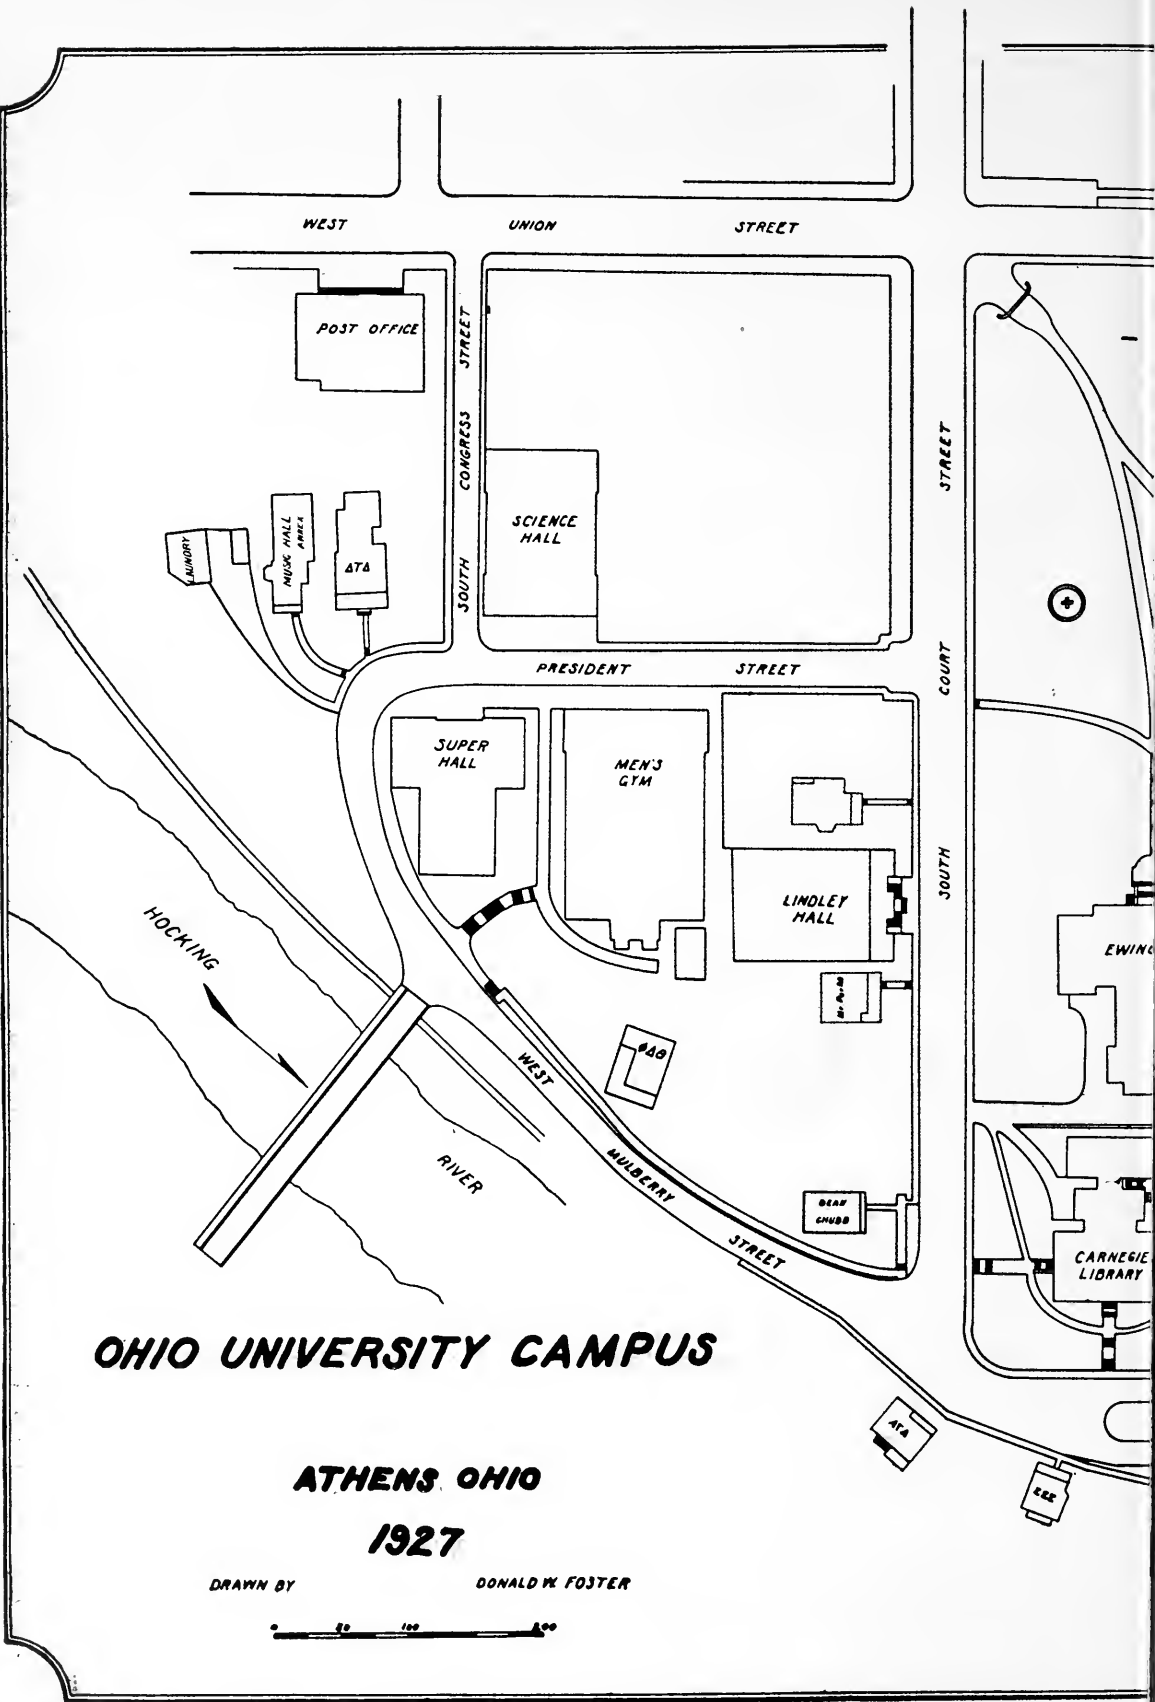 WEST UNION STREET
POST OFFICE
SOUTH CONGRESS STREET
SCIENCE
HALL
LAUNDRY
MUSIC HALL
ANNEX
ΔΤΔ
SOUTH COURT STREET
PRESIDENT STREET
SUPER
HALL
MEN'S
GYM
LINDLEY
HALL
EWING
HOCKING
RIVER
ΦΔΘ
WEST MULBERRY STREET
DEAN
CHUBB
CARNEGIE
LIBRARY
OHIO UNIVERSITY CAMPUS
ATHENS OHIO
1927
DRAWN BY DONALD W. FOSTER
0 50 100 200